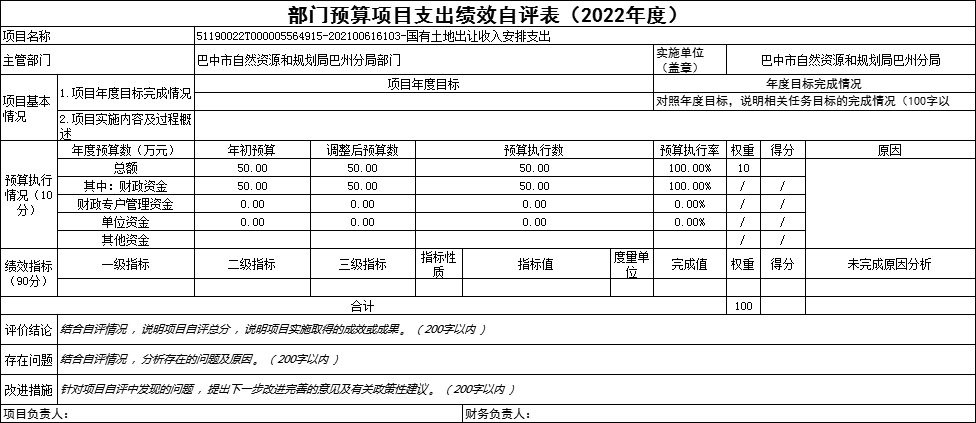 部门预算项目支出绩效自评表（2022年度）
项目名称 51190022T000005564915-202100616103-国有土地出让收入安排支出
主管部门 巴中市自然资源和规划局巴州分局部门 实施单位（盖章） 巴中市自然资源和规划局巴州分局
项目基本情况 1.项目年度目标完成情况 项目年度目标 年度目标完成情况
对照年度目标，说明相关任务目标的完成情况（100字以
2.项目实施内容及过程概述
预算执行情况（10分） 年度预算数（万元） 年初预算 调整后预算数 预算执行数 预算执行率 权重 得分 原因
总额 50.00 50.00 50.00 100.00% 10
其中：财政资金 50.00 50.00 50.00 100.00% / /
财政专户管理资金 0.00 0.00 0.00 0.00% / /
单位资金 0.00 0.00 0.00 0.00% / /
其他资金 / /
绩效指标（90分） 一级指标 二级指标 三级指标 指标性质 指标值 度量单位 完成值 权重 得分 未完成原因分析
合计 100
评价结论 结合自评情况，说明项目自评总分，说明项目实施取得的成效或成果。（200字以内）
存在问题 结合自评情况，分析存在的问题及原因。（200字以内）
改进措施 针对项目自评中发现的问题，提出下一步改进完善的意见及有关政策性建议。（200字以内）
项目负责人： 财务负责人：